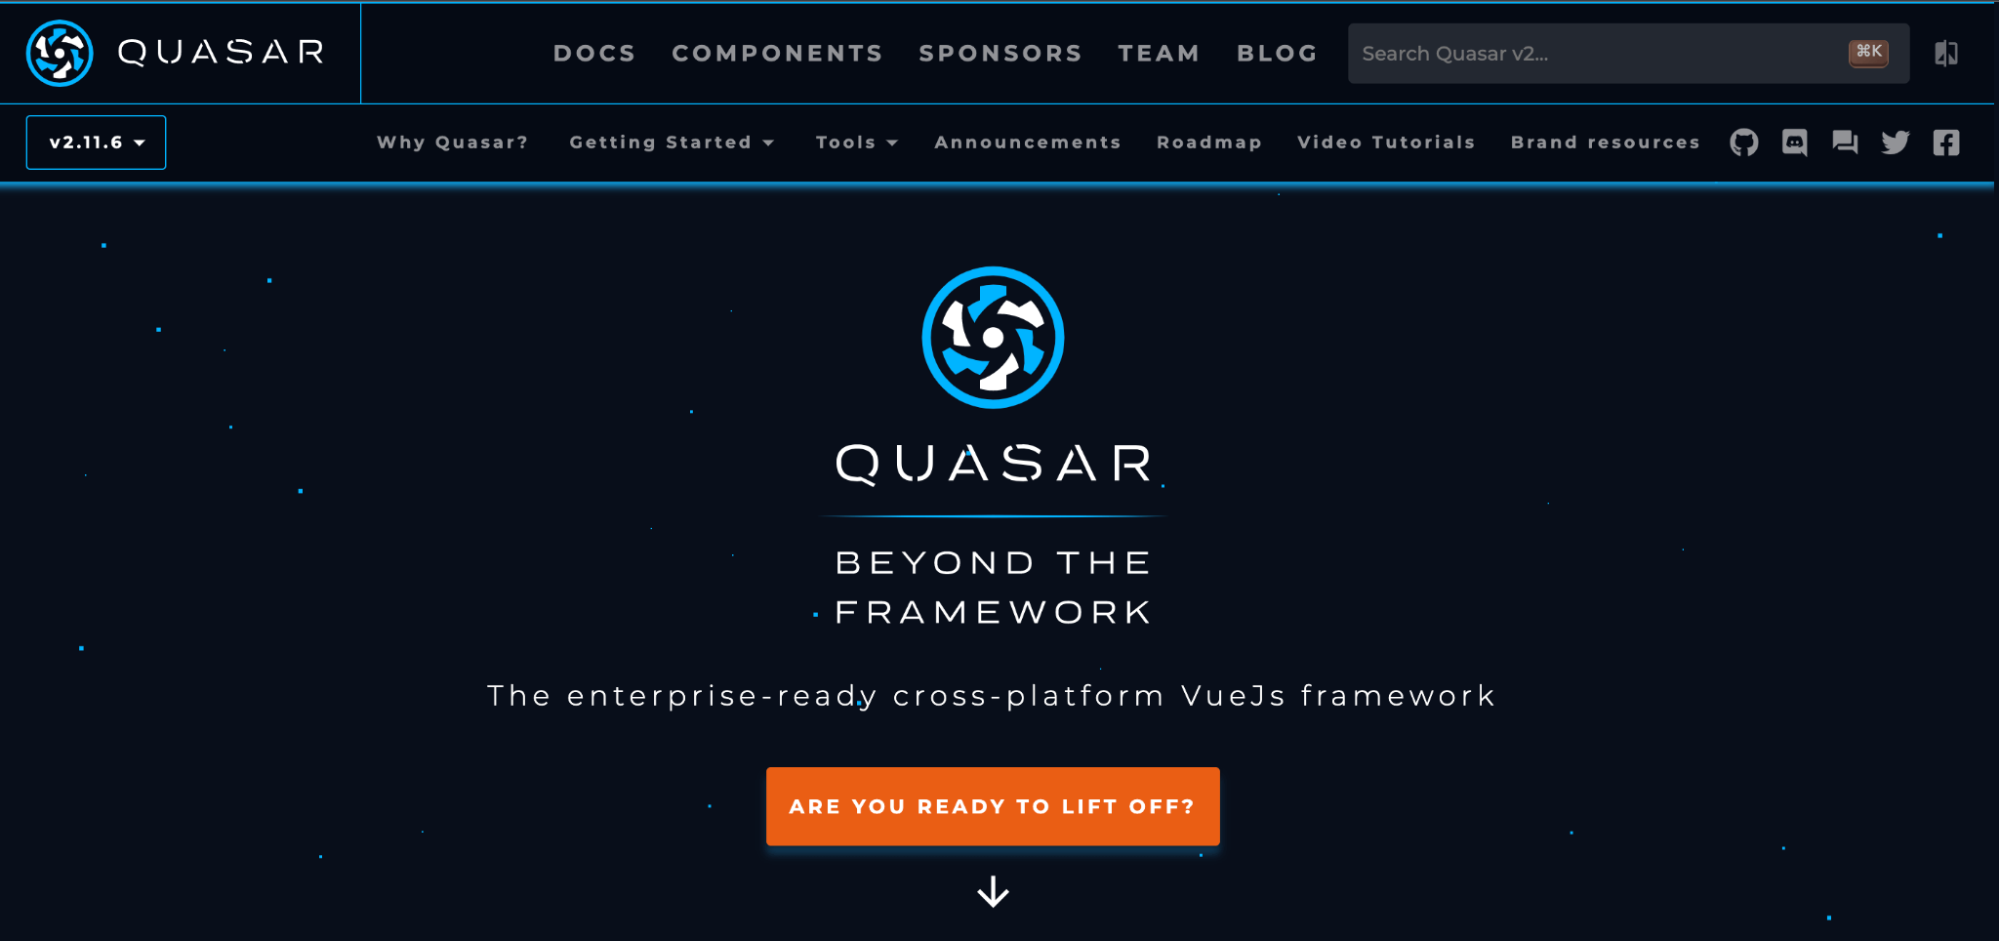 QUASAR
DOCS COMPONENTS SPONSORS TEAM BLOG Search Quasar v2... ⌘K
v2.11.6 Why Quasar? Getting Started Tools Announcements Roadmap Video Tutorials Brand resources
QUASAR
BEYOND THE
FRAMEWORK
The enterprise-ready cross-platform VueJs framework
ARE YOU READY TO LIFT OFF?